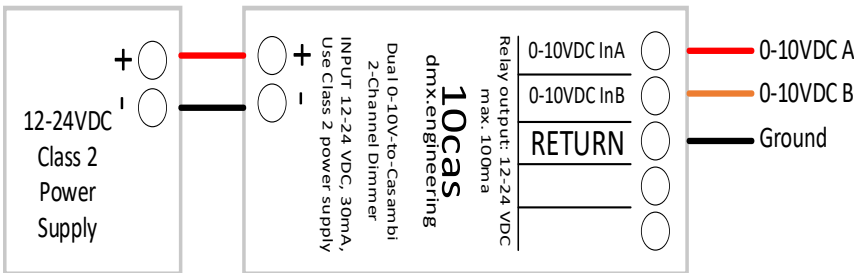 +
-
12-24VDC
Class 2
Power
Supply
+
-
INPUT 12-24 VDC, 30mA,
Use Class 2 power supply
Dual 0-10V-to-Casambi
2-Channel Dimmer
10cas
dmx.engineering
Relay output: 12-24 VDC
max. 100ma
0-10VDC InA
0-10VDC InB
RETURN
0-10VDC A
0-10VDC B
Ground